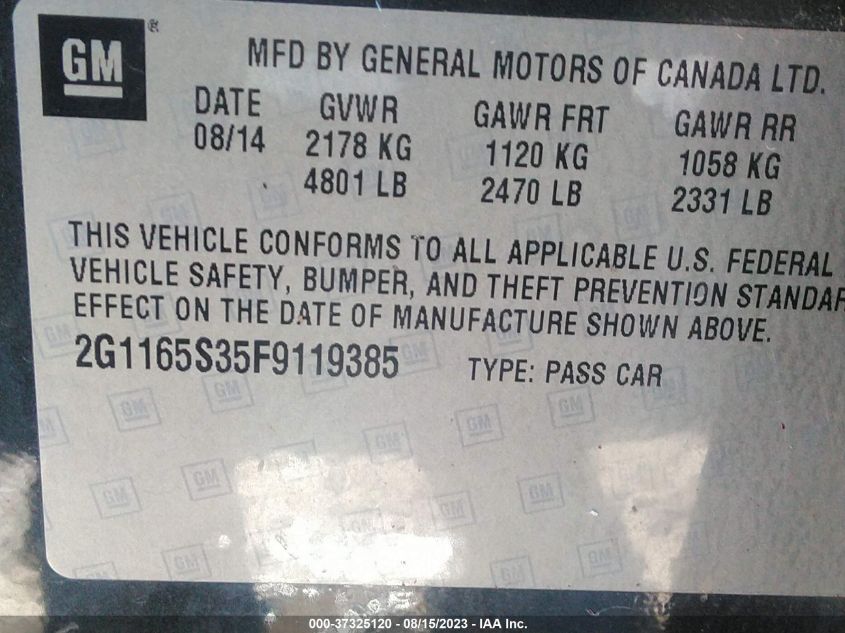 GM ®
MFD BY GENERAL MOTORS OF CANADA LTD.
DATE GVWR GAWR FRT GAWR RR
08/14 2178 KG 1120 KG 1058 KG
4801 LB 2470 LB 2331 LB
THIS VEHICLE CONFORMS TO ALL APPLICABLE U.S. FEDERAL
VEHICLE SAFETY, BUMPER, AND THEFT PREVENTION STANDAR
EFFECT ON THE DATE OF MANUFACTURE SHOWN ABOVE.
2G1165S35F9119385 TYPE: PASS CAR
000-37325120 - 08/15/2023 - IAA Inc.